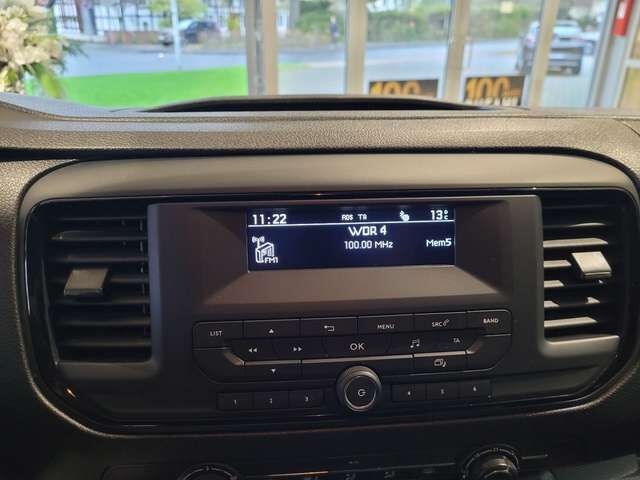 100
100
11:22 RDS TA 13°
WDR 4
100.00 MHz Mem5
FM1
LIST MENU SRC BAND
OK TA
1 2 3 4 5 6